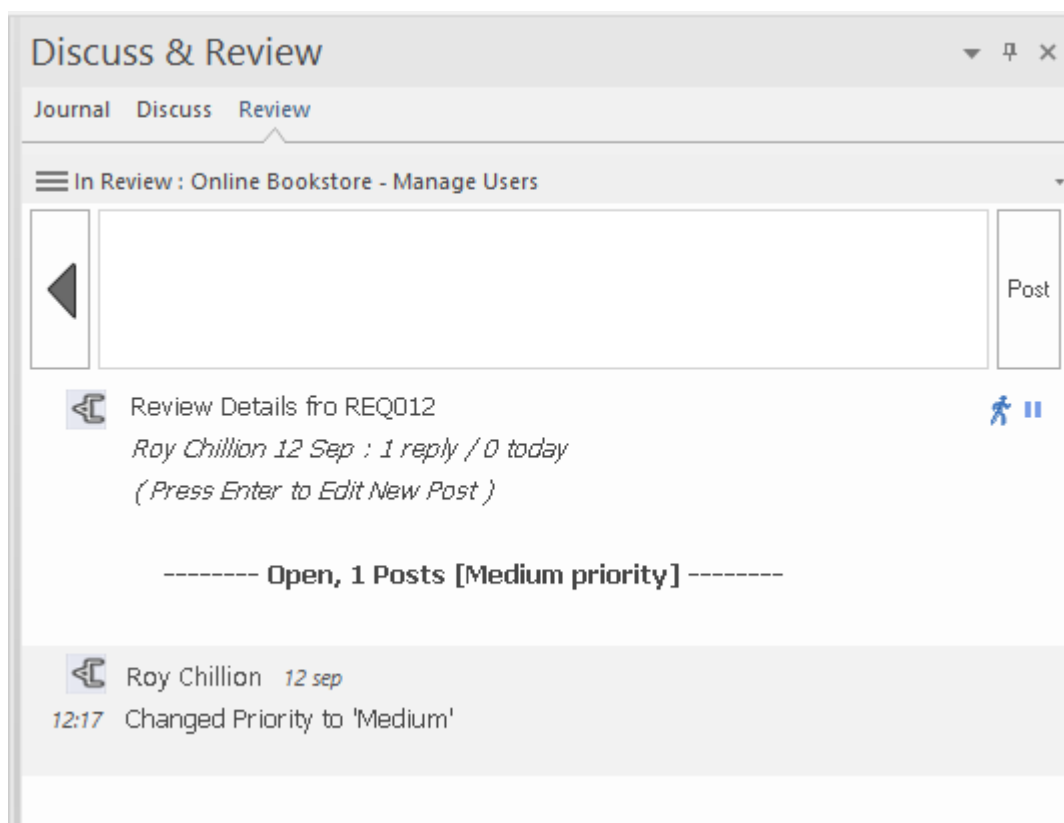 Discuss & Review
Journal Discuss Review
In Review : Online Bookstore - Manage Users
Post
Review Details fro REQ012
Roy Chillion 12 Sep : 1 reply / 0 today
( Press Enter to Edit New Post )
-------- Open, 1 Posts [Medium priority] --------
Roy Chillion 12 sep
12:17 Changed Priority to 'Medium'